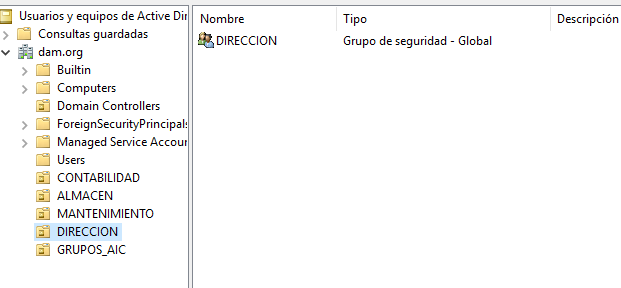 Usuarios y equipos de Active Dir
Consultas guardadas
dam.org
Builtin
Computers
Domain Controllers
ForeignSecurityPrincipals
Managed Service Accoun
Users
CONTABILIDAD
ALMACEN
MANTENIMIENTO
DIRECCION
GRUPOS_AIC
Nombre Tipo Descripción
DIRECCION Grupo de seguridad - Global